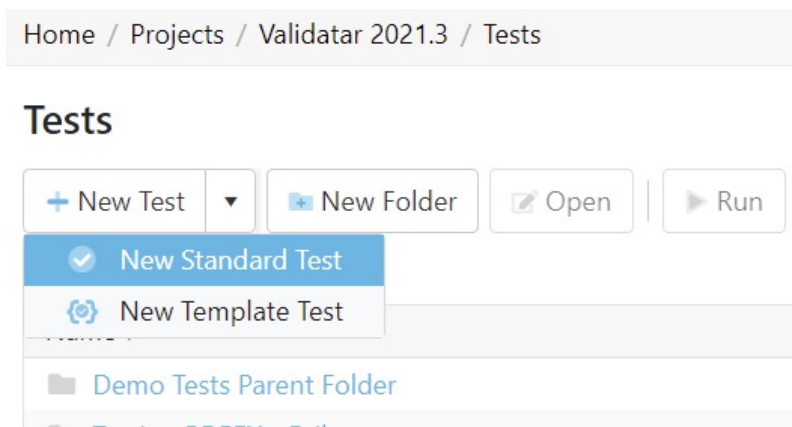 Home / Projects / Validatar 2021.3 / Tests
Tests
New Test New Folder Open Run
New Standard Test
New Template Test
Demo Tests Parent Folder